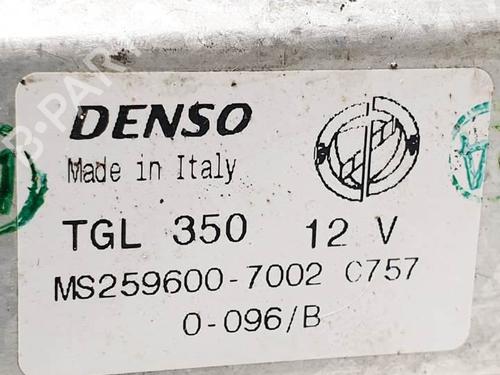 DENSO
Made in Italy
TGL 350 12 V
MS259600-7002 C757
0-096/B